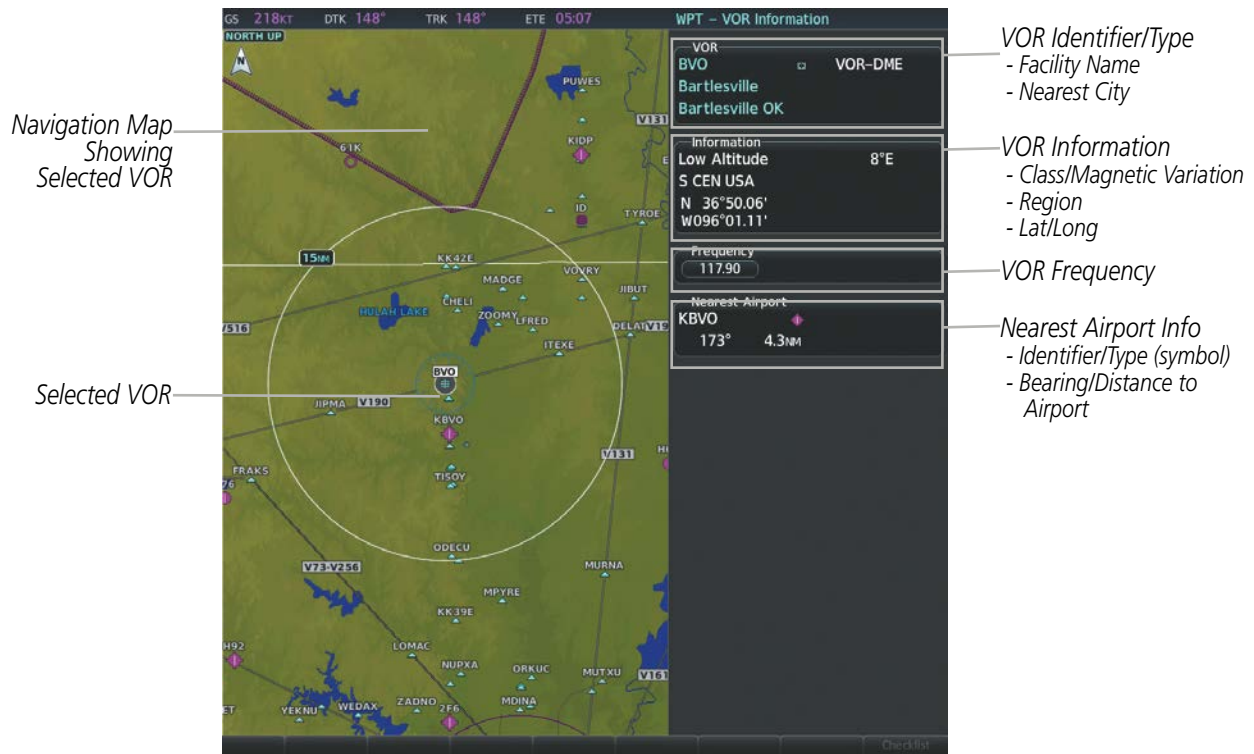 GS 218KT DTK 148° TRK 148° ETE 05:07
WPT – VOR Information
NORTH UP
N
PUWES
V131
KIDP
61K
ID
TYROE
15NM
KK42E
VOVRY
MADGE
JIBUT
CHELI
HULAH LAKE
ZOOMY
LFRED
V516
DELAT
V19
ITEXE
BVO
JIPMA
V190
KBVO
V131
H
FRAKS
76
TISOY
ODECU
V73-V256
MURNA
MPYRE
KK39E
H92
LOMAC
NUPXA
ORKUC
MUTXU
V161
ET
YEKNU
WEDAX
ZADNO
2F6
MDINA
VOR
BVO VOR–DME
Bartlesville
Bartlesville OK
Information
Low Altitude 8°E
S CEN USA
N 36°50.06'
W096°01.11'
Frequency
117.90
Nearest Airport
KBVO
173° 4.3NM
Checklist
Navigation Map
Showing
Selected VOR
Selected VOR
VOR Identifier/Type
- Facility Name
- Nearest City
VOR Information
- Class/Magnetic Variation
- Region
- Lat/Long
VOR Frequency
Nearest Airport Info
- Identifier/Type (symbol)
- Bearing/Distance to
Airport